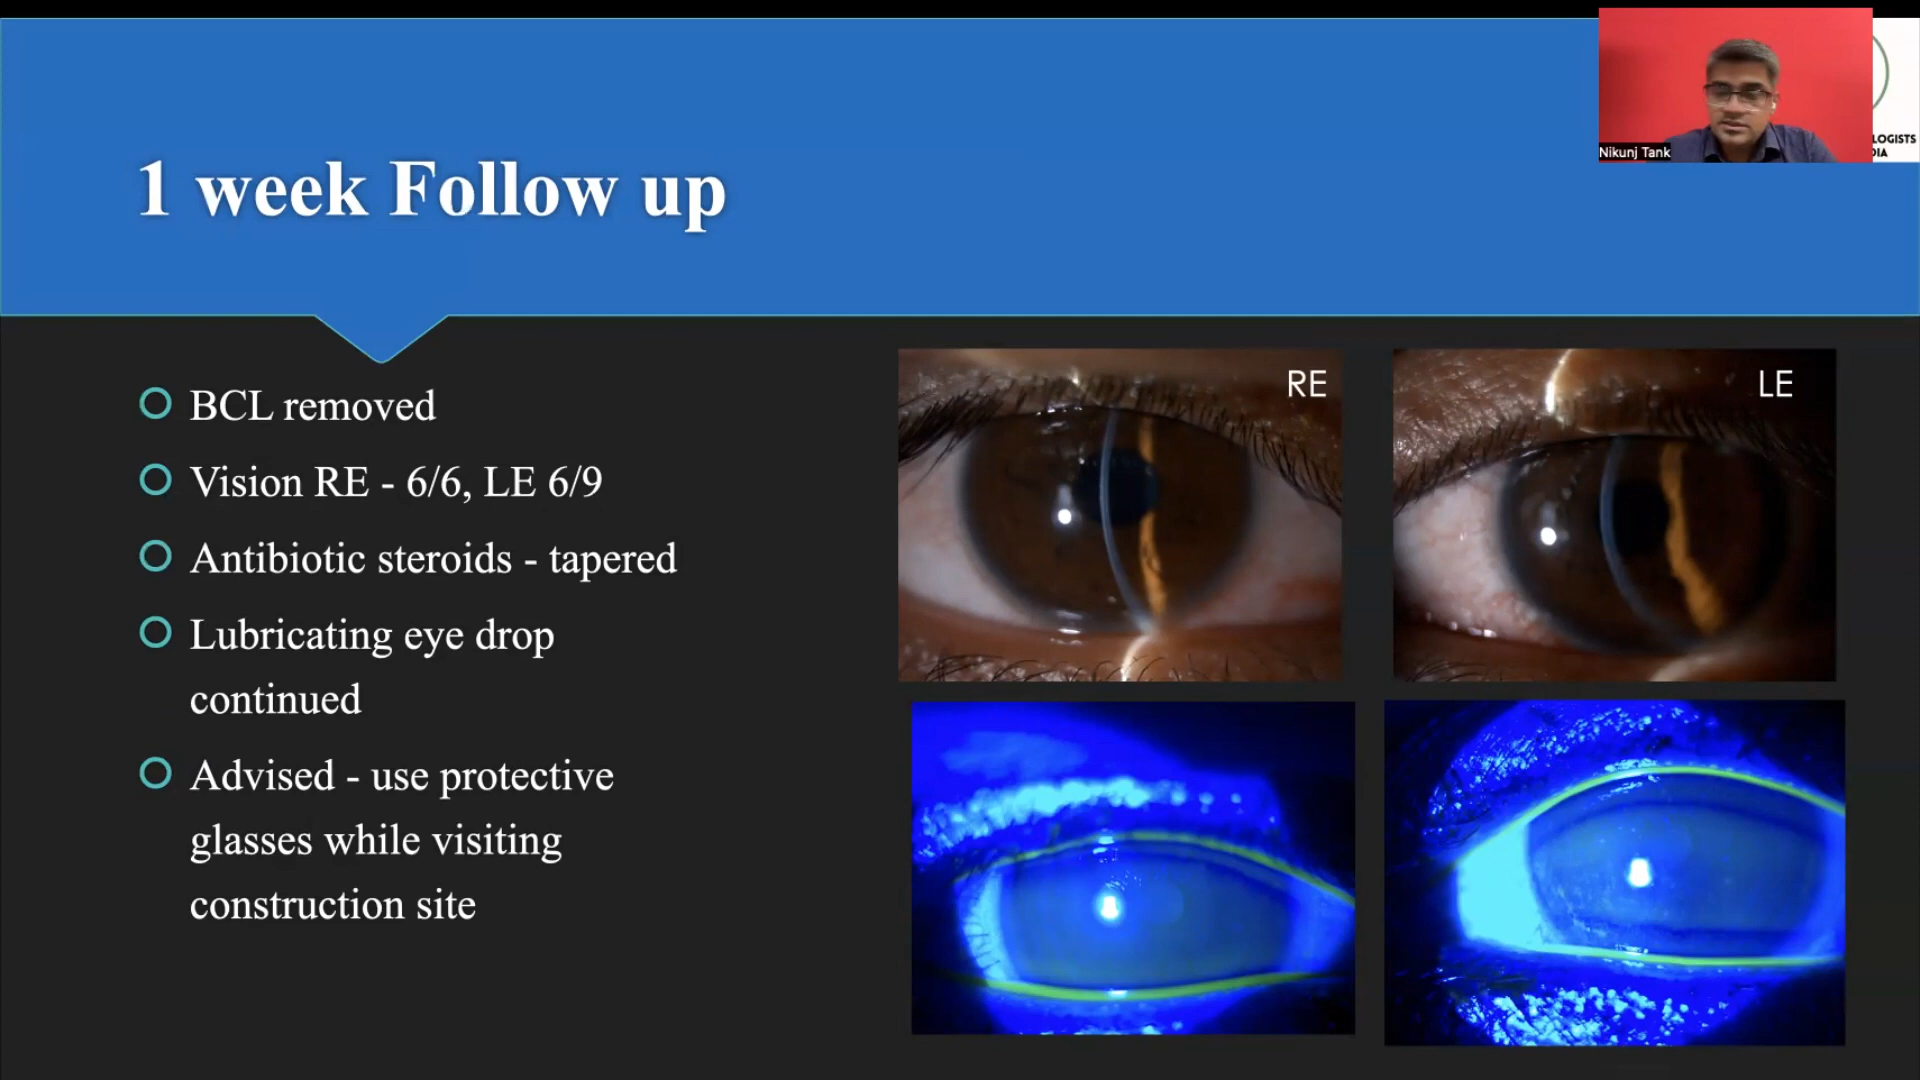 Nikunj Tank
LOGISTS
1 week Follow up
BCL removed
Vision RE - 6/6, LE 6/9
Antibiotic steroids - tapered
Lubricating eye drop
continued
Advised - use protective
glasses while visiting
construction site
RE
LE